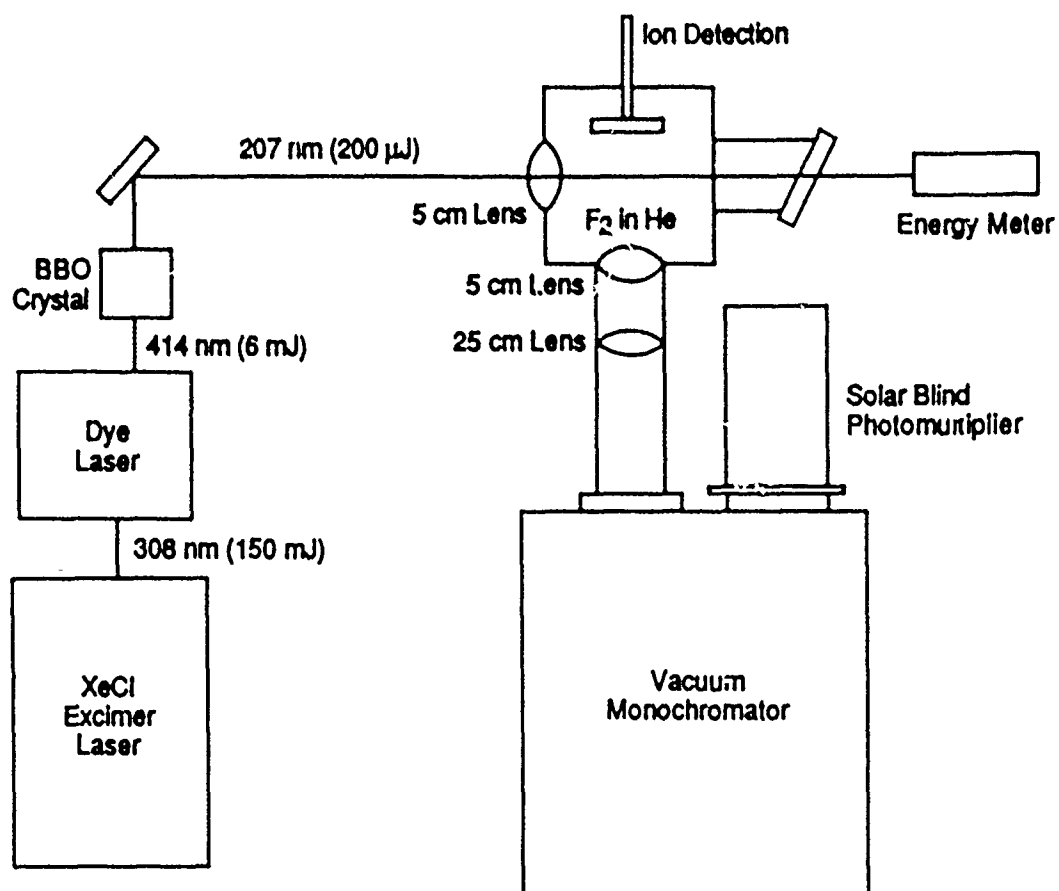 Ion Detection
207 nm (200 µJ)
5 cm Lens
F2 in He
Energy Meter
BBO
Crystal
5 cm Lens
414 nm (6 mJ)
25 cm Lens
Dye
Laser
Solar Blind
Photomultiplier
308 nm (150 mJ)
XeCl
Excimer
Laser
Vacuum
Monochromator